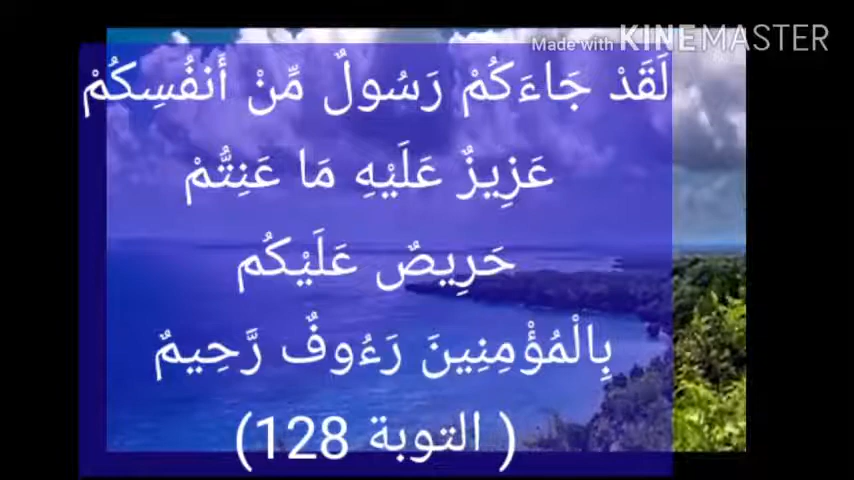 Made with KINEMASTER
لَقَدْ جَاءَكُمْ رَسُولٌ مِّنْ أَنفُسِكُمْ
عَزِيزٌ عَلَيْهِ مَا عَنِتُّمْ
حَرِيصٌ عَلَيْكُم
بِالْمُؤْمِنِينَ رَءُوفٌ رَّحِيمٌ
( التوبة 128)